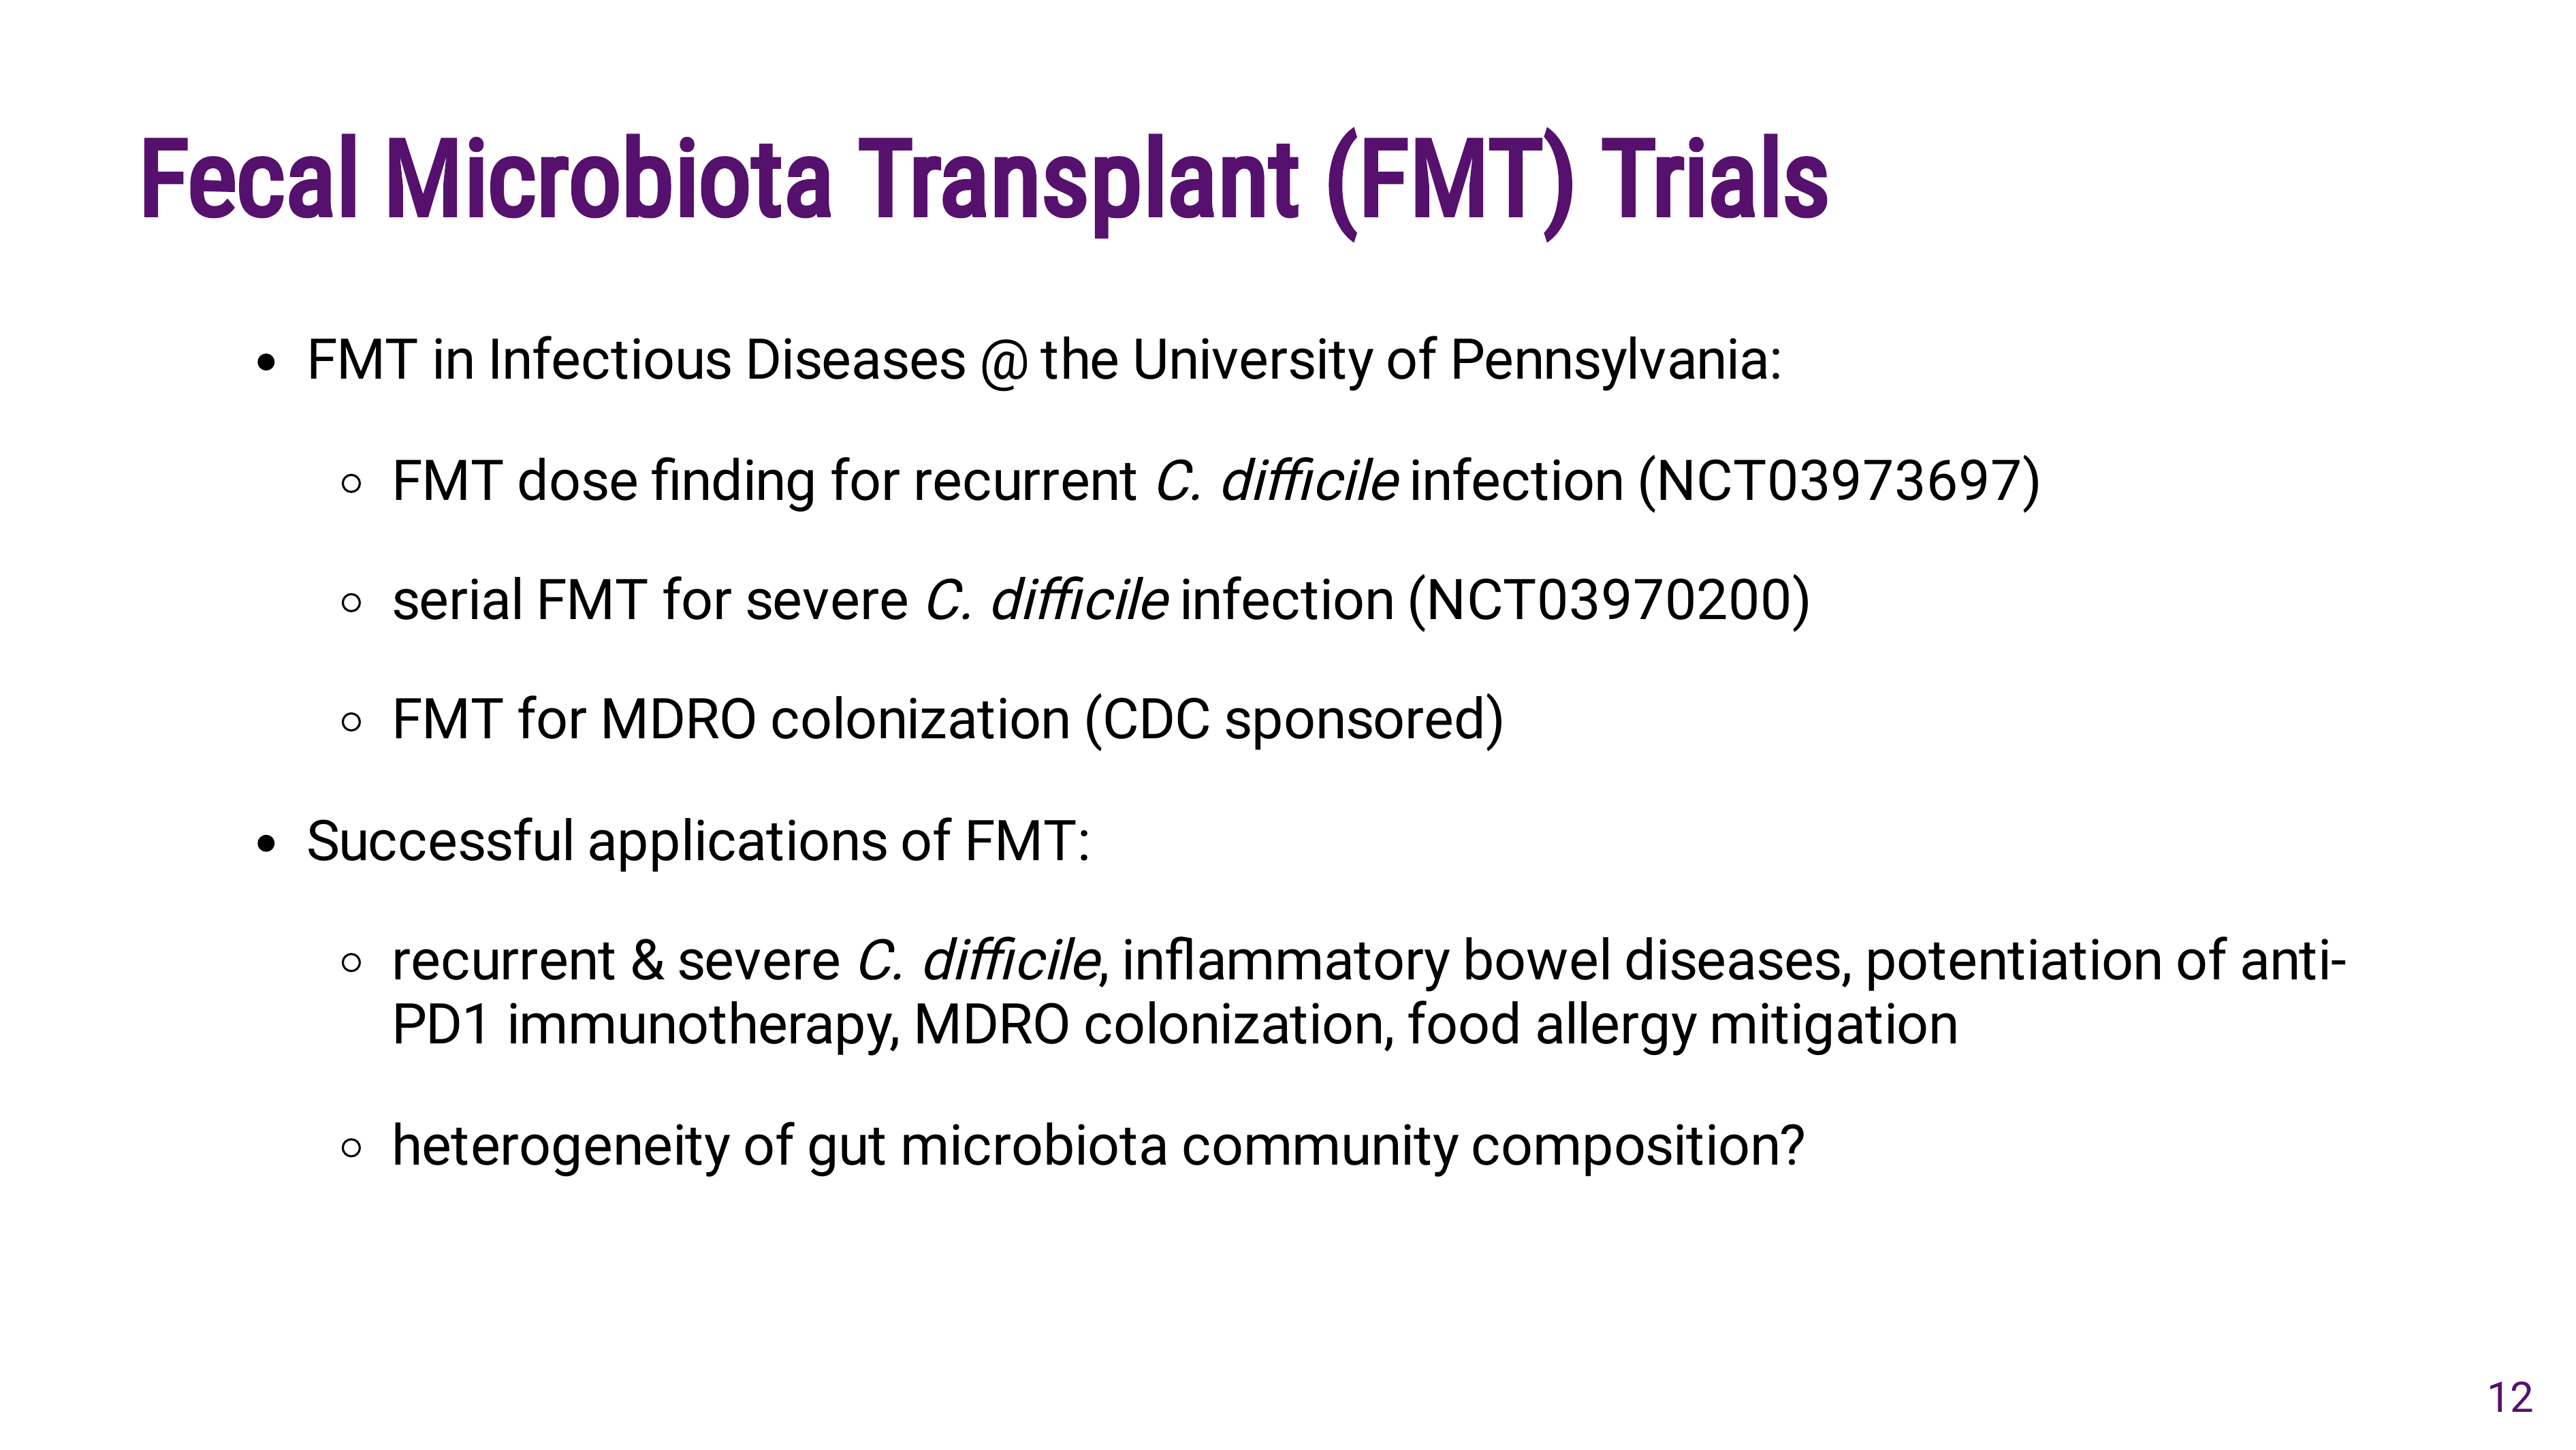 Fecal Microbiota Transplant (FMT) Trials
• FMT in Infectious Diseases @ the University of Pennsylvania:
◦ FMT dose finding for recurrent C. difficile infection (NCT03973697)
◦ serial FMT for severe C. difficile infection (NCT03970200)
◦ FMT for MDRO colonization (CDC sponsored)
• Successful applications of FMT:
◦ recurrent & severe C. difficile, inflammatory bowel diseases, potentiation of anti-
PD1 immunotherapy, MDRO colonization, food allergy mitigation
◦ heterogeneity of gut microbiota community composition?
12